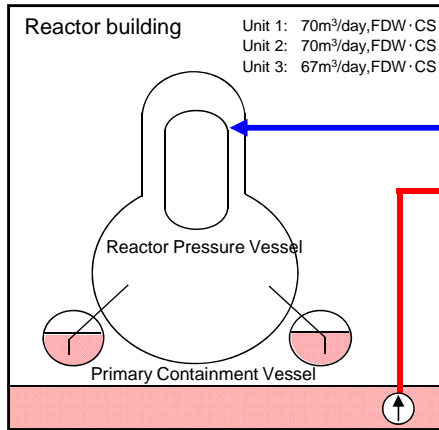 Reactor building
Unit 1: 70m³/day,FDW·CS
Unit 2: 70m³/day,FDW·CS
Unit 3: 67m³/day,FDW·CS
Reactor Pressure Vessel
Primary Containment Vessel